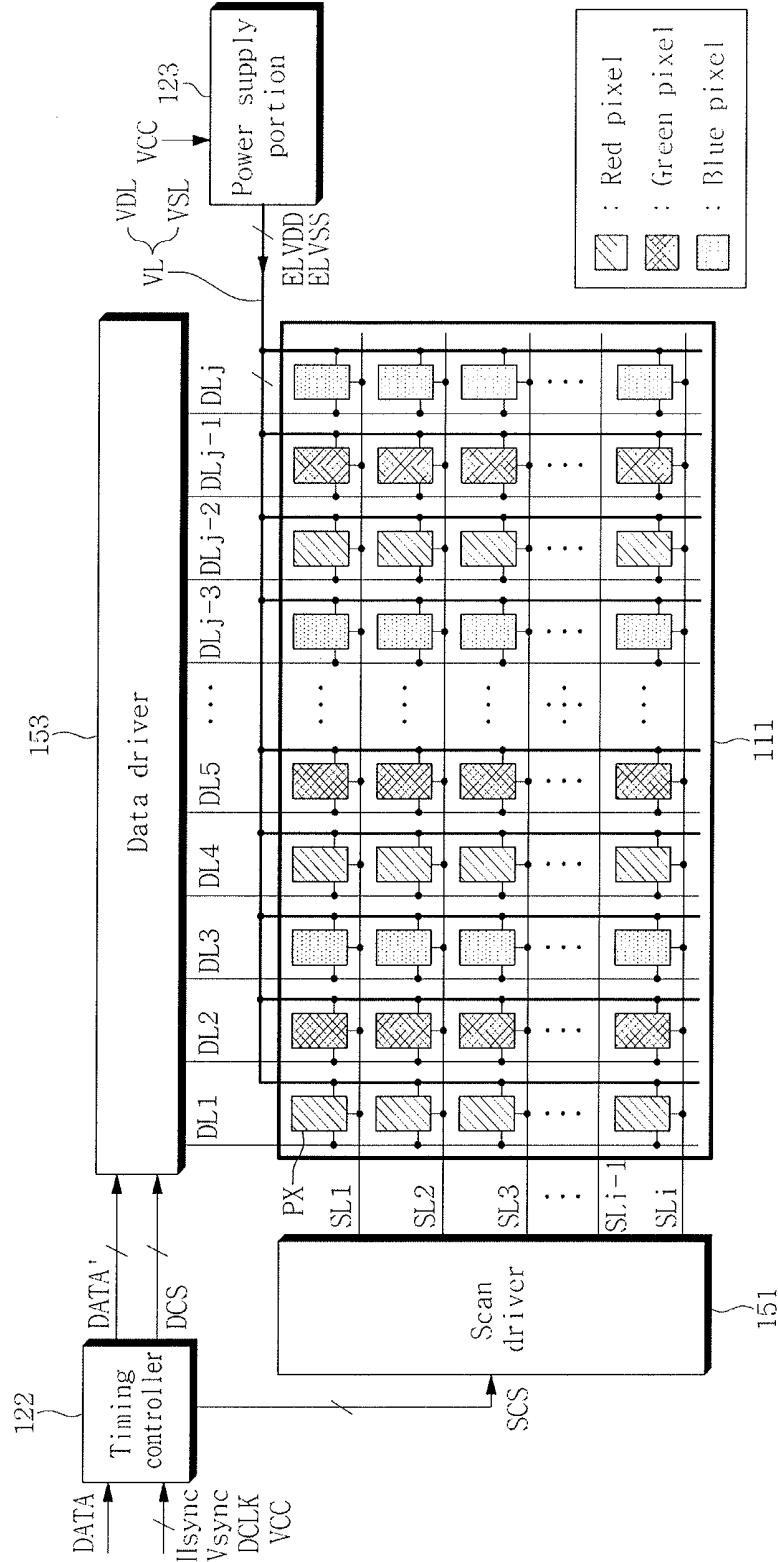 153
Data driver
122
Timing
controller
DATA
Hsync
Vsync
DCLK
VCC
DATA'
DCS
SCS
123
Power supply
portion
VCC
VL
VDL
VSL
ELVDD
ELVSS
DL1
DL2
DL3
DL4
DL5
...
DLj-3
DLj-2
DLj-1
DLj
PX
SL1
SL2
SL3
...
SLi-1
SLi
Scan
driver
151
111
: Red pixel
: Green pixel
: Blue pixel